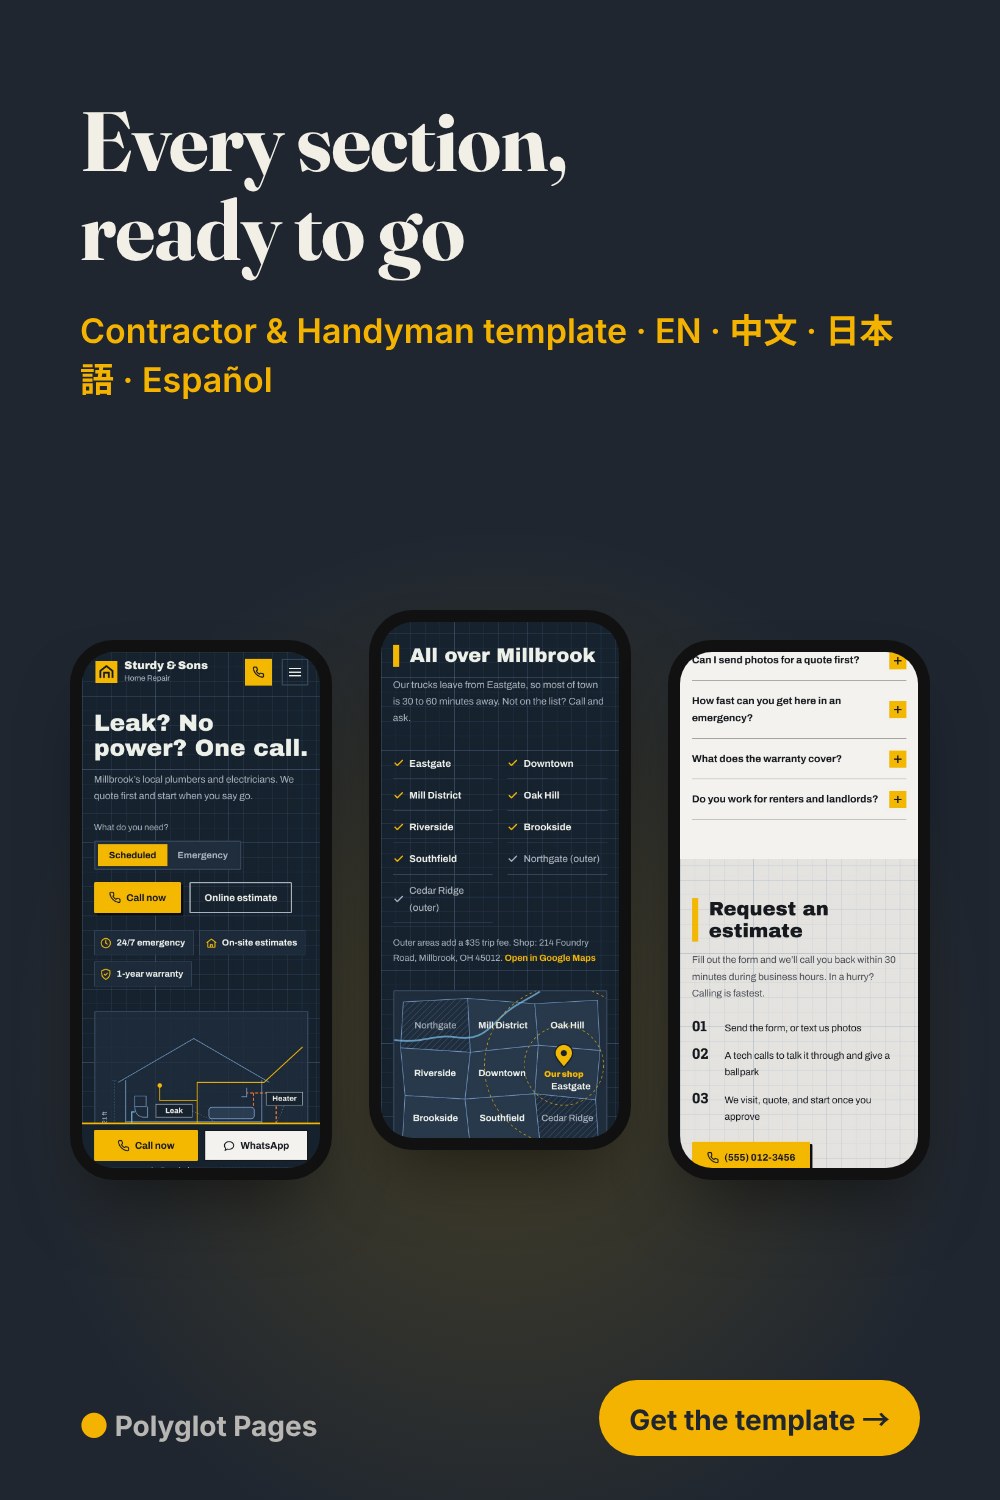 Every section,
ready to go
Contractor & Handyman template · EN · 中文 · 日本
語 · Español
Sturdy & Sons
Home Repair
Leak? No
power? One call.
Millbrook's local plumbers and electricians. We
quote first and start when you say go.
What do you need?
Scheduled
Emergency
Call now
Online estimate
24/7 emergency
On-site estimates
1-year warranty
Leak
Heater
Call now
WhatsApp
All over Millbrook
Our trucks leave from Eastgate, so most of town
is 30 to 60 minutes away. Not on the list? Call and
ask.
Eastgate
Downtown
Mill District
Oak Hill
Riverside
Brookside
Southfield
Northgate (outer)
Cedar Ridge
(outer)
Outer areas add a $35 trip fee. Shop: 214 Foundry
Road, Millbrook, OH 45012. Open in Google Maps
Northgate
Mill District
Oak Hill
Riverside
Downtown
Our shop
Eastgate
Brookside
Southfield
Cedar Ridge
Can I send photos for a quote first?
How fast can you get here in an
emergency?
What does the warranty cover?
Do you work for renters and landlords?
Request an
estimate
Fill out the form and we'll call you back within 30
minutes during business hours. In a hurry?
Calling is fastest.
01 Send the form, or text us photos
02 A tech calls to talk it through and give a
ballpark
03 We visit, quote, and start once you
approve
(555) 012-3456
Polyglot Pages
Get the template →